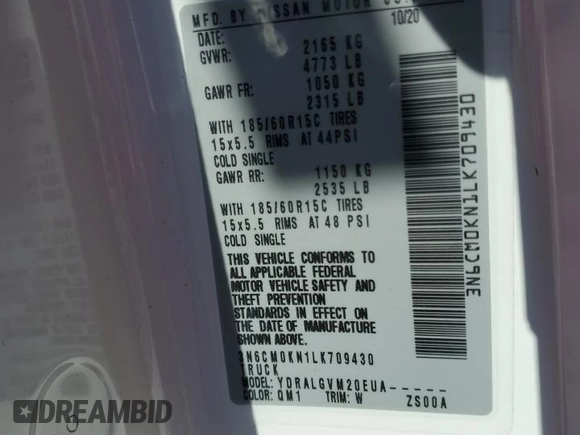 MFD. BY NISSAN MOTOR CO.
DATE: 10/20
GVWR: 2165 KG
4773 LB
GAWR FR: 1050 KG
2315 LB
WITH 185/60R15C TIRES
15x5.5 RIMS AT 44PSI
COLD SINGLE
GAWR RR: 1150 KG
2535 LB
WITH 185/60R15C TIRES
15x5.5 RIMS AT 48 PSI
COLD SINGLE
THIS VEHICLE CONFORMS TO
ALL APPLICABLE FEDERAL
MOTOR VEHICLE SAFETY AND
THEFT PREVENTION
STANDARDS IN EFFECT ON
THE DATE OF MANUFACTURE
SHOWN ABOVE.
3N6CM0KN1LK709430
TRUCK
MODEL: YDRALGVM20EUA-----
COLOR: QM1 TRIM: W ZS00A
3N6CM0KN1LK709430
DREAMBID